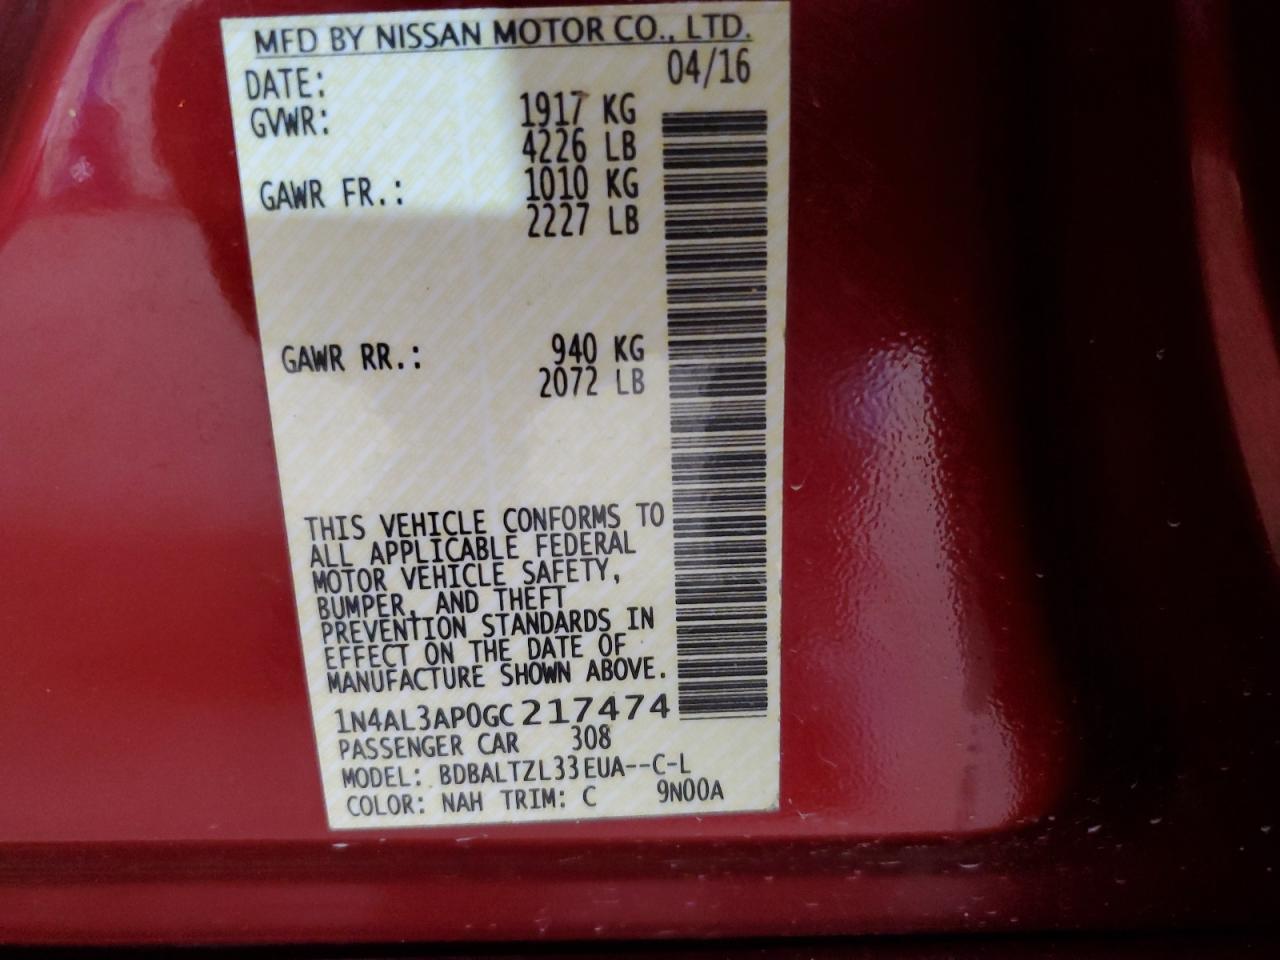 MFD BY NISSAN MOTOR CO., LTD.
DATE: 04/16
GVWR: 1917 KG
4226 LB
GAWR FR.: 1010 KG
2227 LB
GAWR RR.: 940 KG
2072 LB
THIS VEHICLE CONFORMS TO
ALL APPLICABLE FEDERAL
MOTOR VEHICLE SAFETY,
BUMPER, AND THEFT
PREVENTION STANDARDS IN
EFFECT ON THE DATE OF
MANUFACTURE SHOWN ABOVE.
1N4AL3AP0GC217474
PASSENGER CAR 308
MODEL: BDBALTZL33EUA--C-L
COLOR: NAH TRIM: C 9N00A